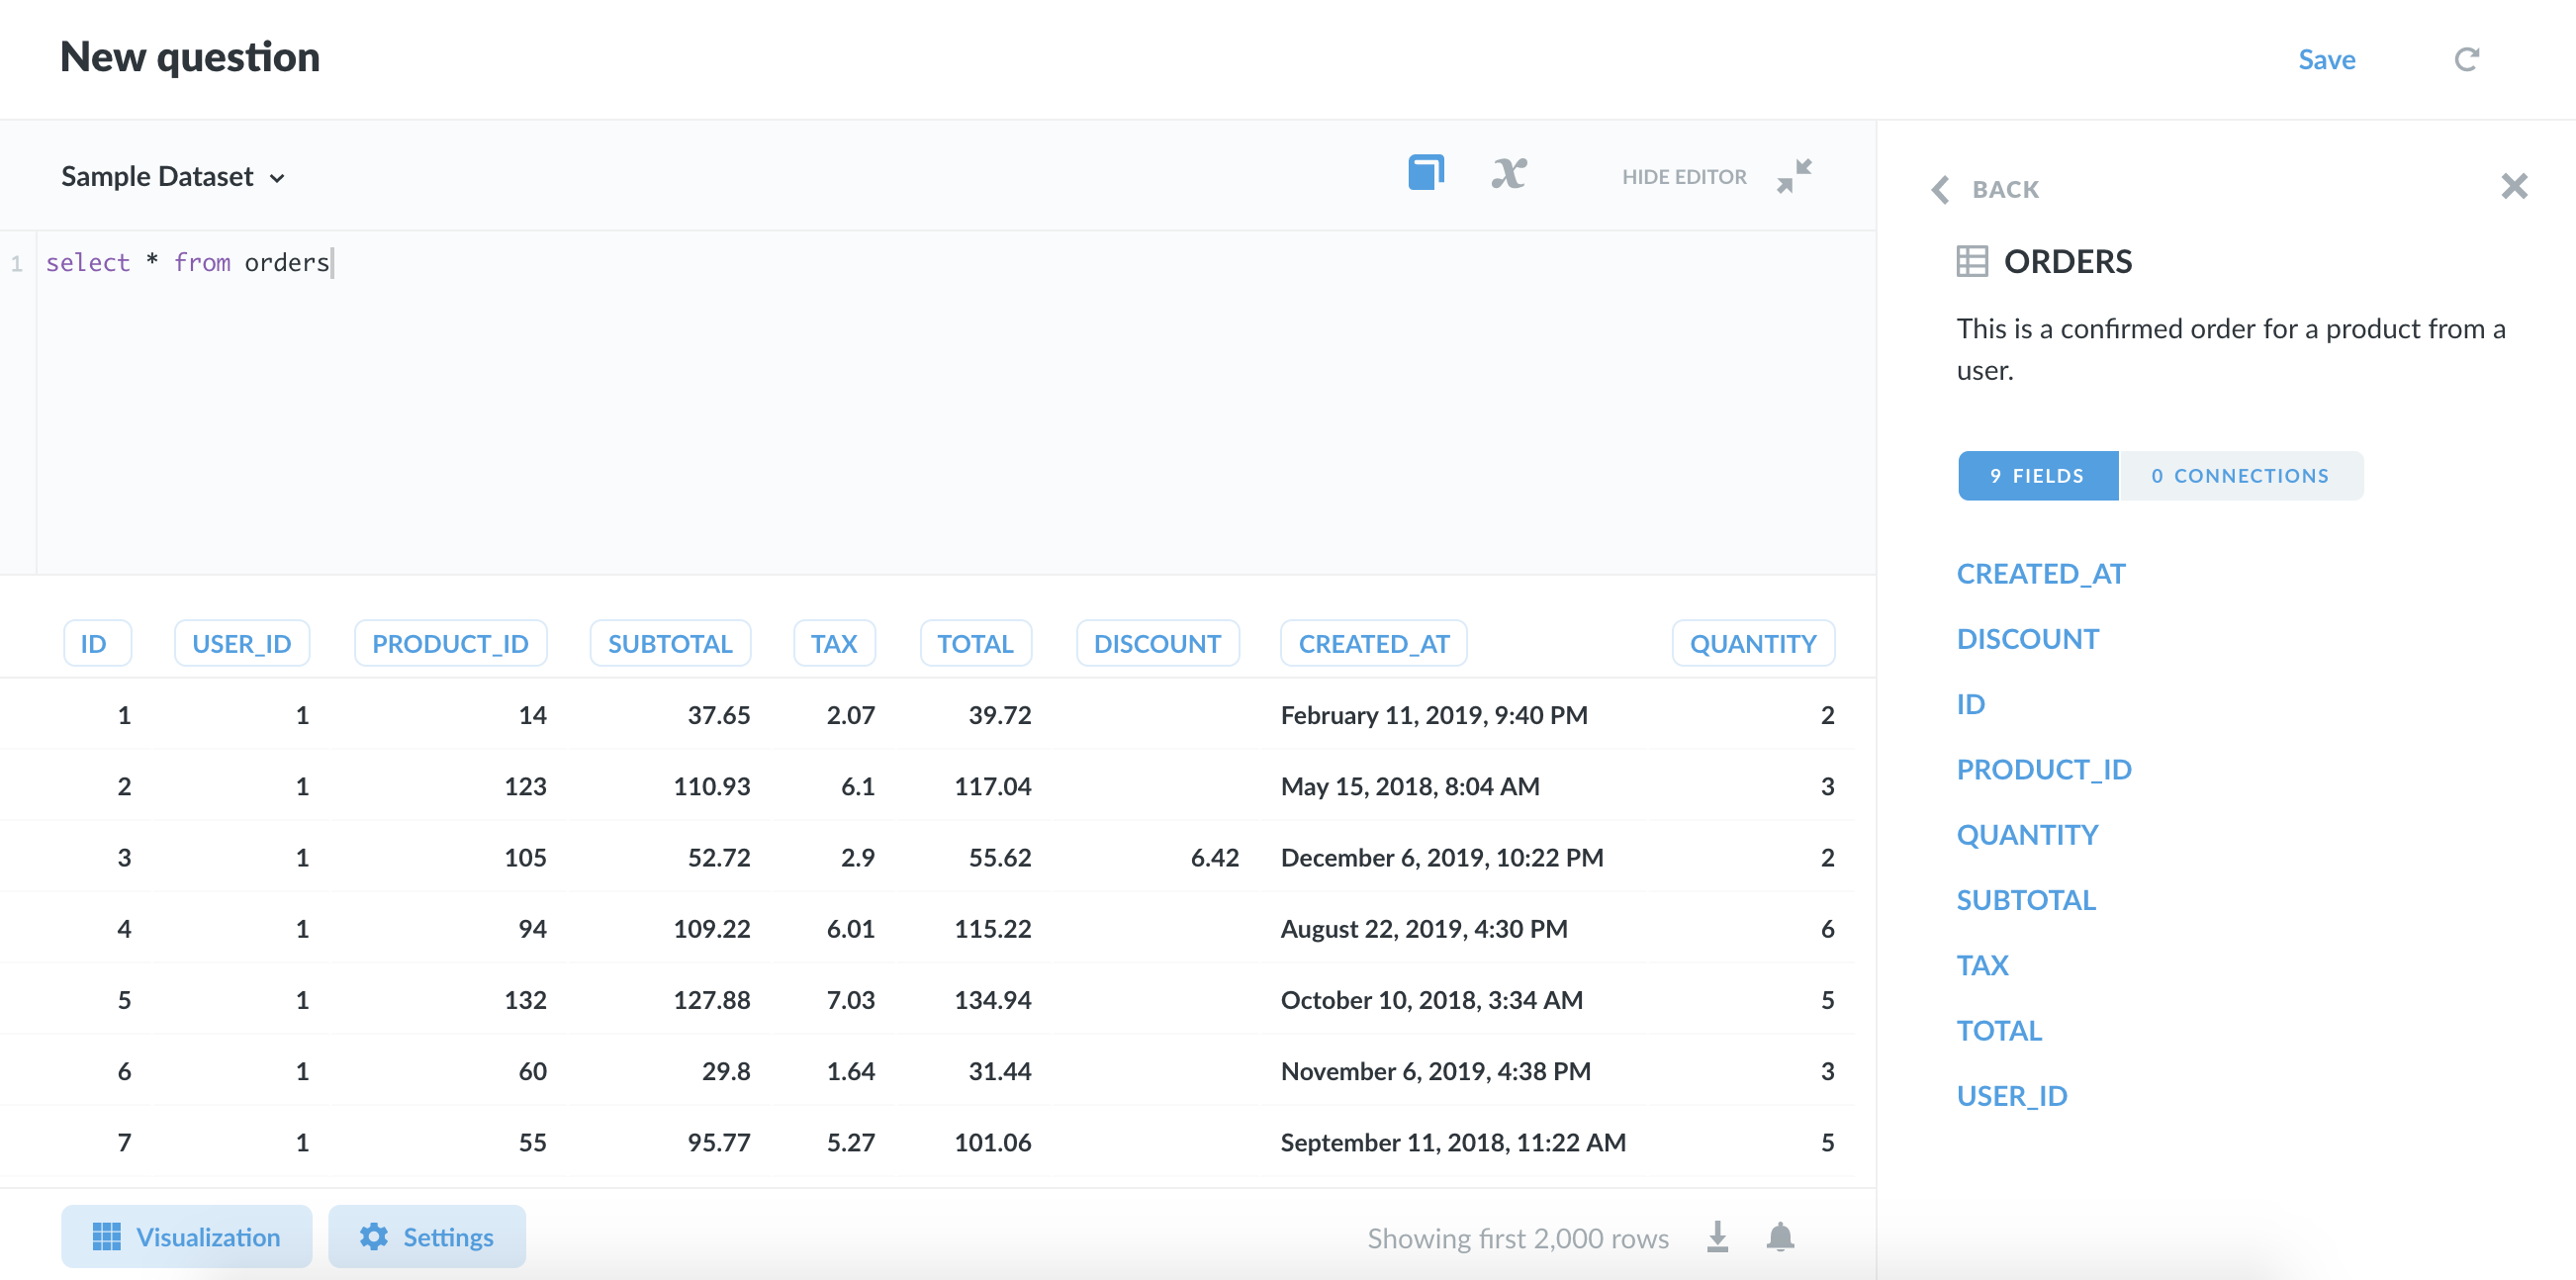 New question
Save
Sample Dataset
HIDE EDITOR
1 select * from orders
ID USER_ID PRODUCT_ID SUBTOTAL TAX TOTAL DISCOUNT CREATED_AT QUANTITY
1 1 14 37.65 2.07 39.72 February 11, 2019, 9:40 PM 2
2 1 123 110.93 6.1 117.04 May 15, 2018, 8:04 AM 3
3 1 105 52.72 2.9 55.62 6.42 December 6, 2019, 10:22 PM 2
4 1 94 109.22 6.01 115.22 August 22, 2019, 4:30 PM 6
5 1 132 127.88 7.03 134.94 October 10, 2018, 3:34 AM 5
6 1 60 29.8 1.64 31.44 November 6, 2019, 4:38 PM 3
7 1 55 95.77 5.27 101.06 September 11, 2018, 11:22 AM 5
Visualization
Settings
Showing first 2,000 rows
BACK
ORDERS
This is a confirmed order for a product from a
user.
9 FIELDS
0 CONNECTIONS
CREATED_AT
DISCOUNT
ID
PRODUCT_ID
QUANTITY
SUBTOTAL
TAX
TOTAL
USER_ID